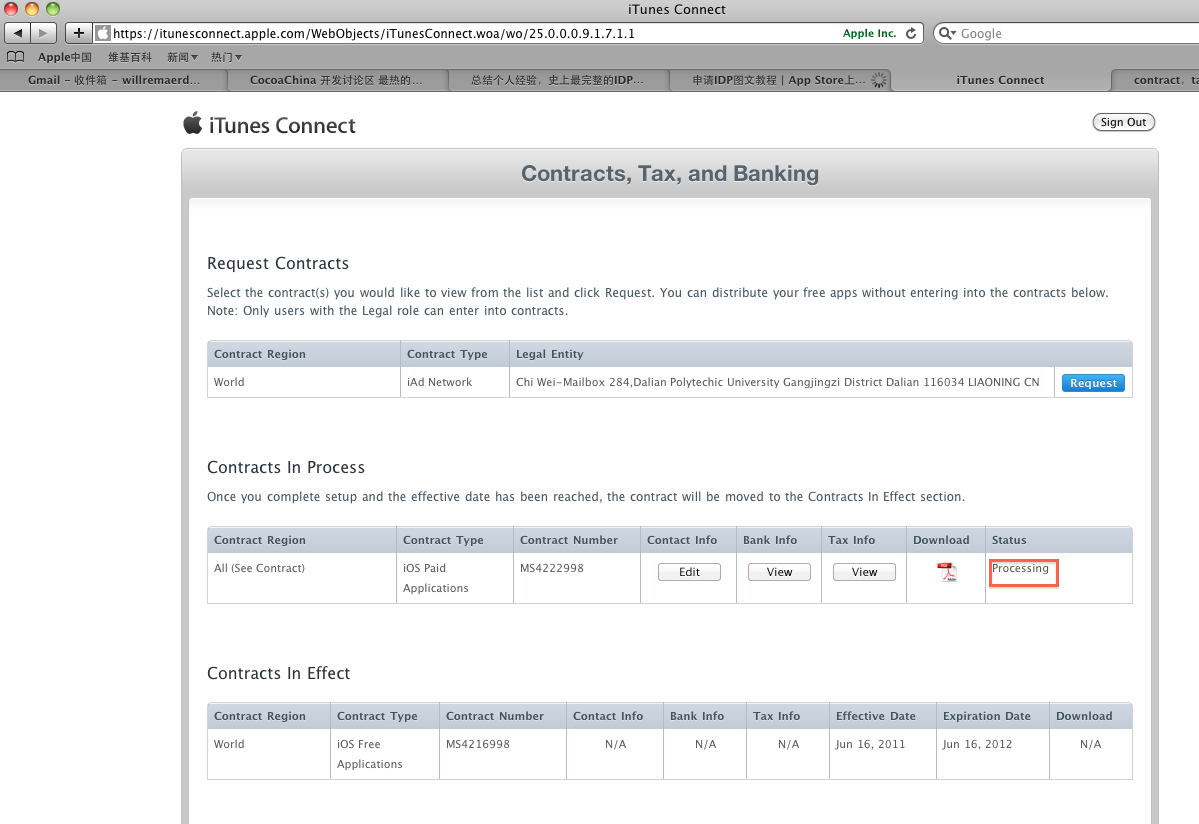 iTunes Connect
https://itunesconnect.apple.com/WebObjects/iTunesConnect.woa/wo/25.0.0.0.9.1.7.1.1 Apple Inc. Google
Apple中国 维基百科 新闻▼ 热门▼
Gmail – 收件箱 – willremaerd... CocoaChina 开发讨论区 最热的... 总结个人经验，史上最完整的IDP... 申请IDP图文教程 | App Store上... iTunes Connect contract, ta
iTunes Connect Sign Out
Contracts, Tax, and Banking
Request Contracts
Select the contract(s) you would like to view from the list and click Request. You can distribute your free apps without entering into the contracts below.
Note: Only users with the Legal role can enter into contracts.
Contract Region Contract Type Legal Entity
World iAd Network Chi Wei-Mailbox 284,Dalian Polytechic University Gangjingzi District Dalian 116034 LIAONING CN Request
Contracts In Process
Once you complete setup and the effective date has been reached, the contract will be moved to the Contracts In Effect section.
Contract Region Contract Type Contract Number Contact Info Bank Info Tax Info Download Status
All (See Contract) iOS Paid MS4222998 Edit View View Processing
Applications
Contracts In Effect
Contract Region Contract Type Contract Number Contact Info Bank Info Tax Info Effective Date Expiration Date Download
World iOS Free MS4216998 N/A N/A N/A Jun 16, 2011 Jun 16, 2012 N/A
Applications